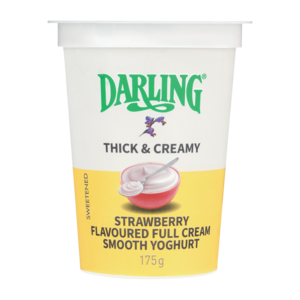 DARLING®
THICK & CREAMY
SWEETENED
STRAWBERRY
FLAVOURED FULL CREAM
SMOOTH YOGHURT
175g